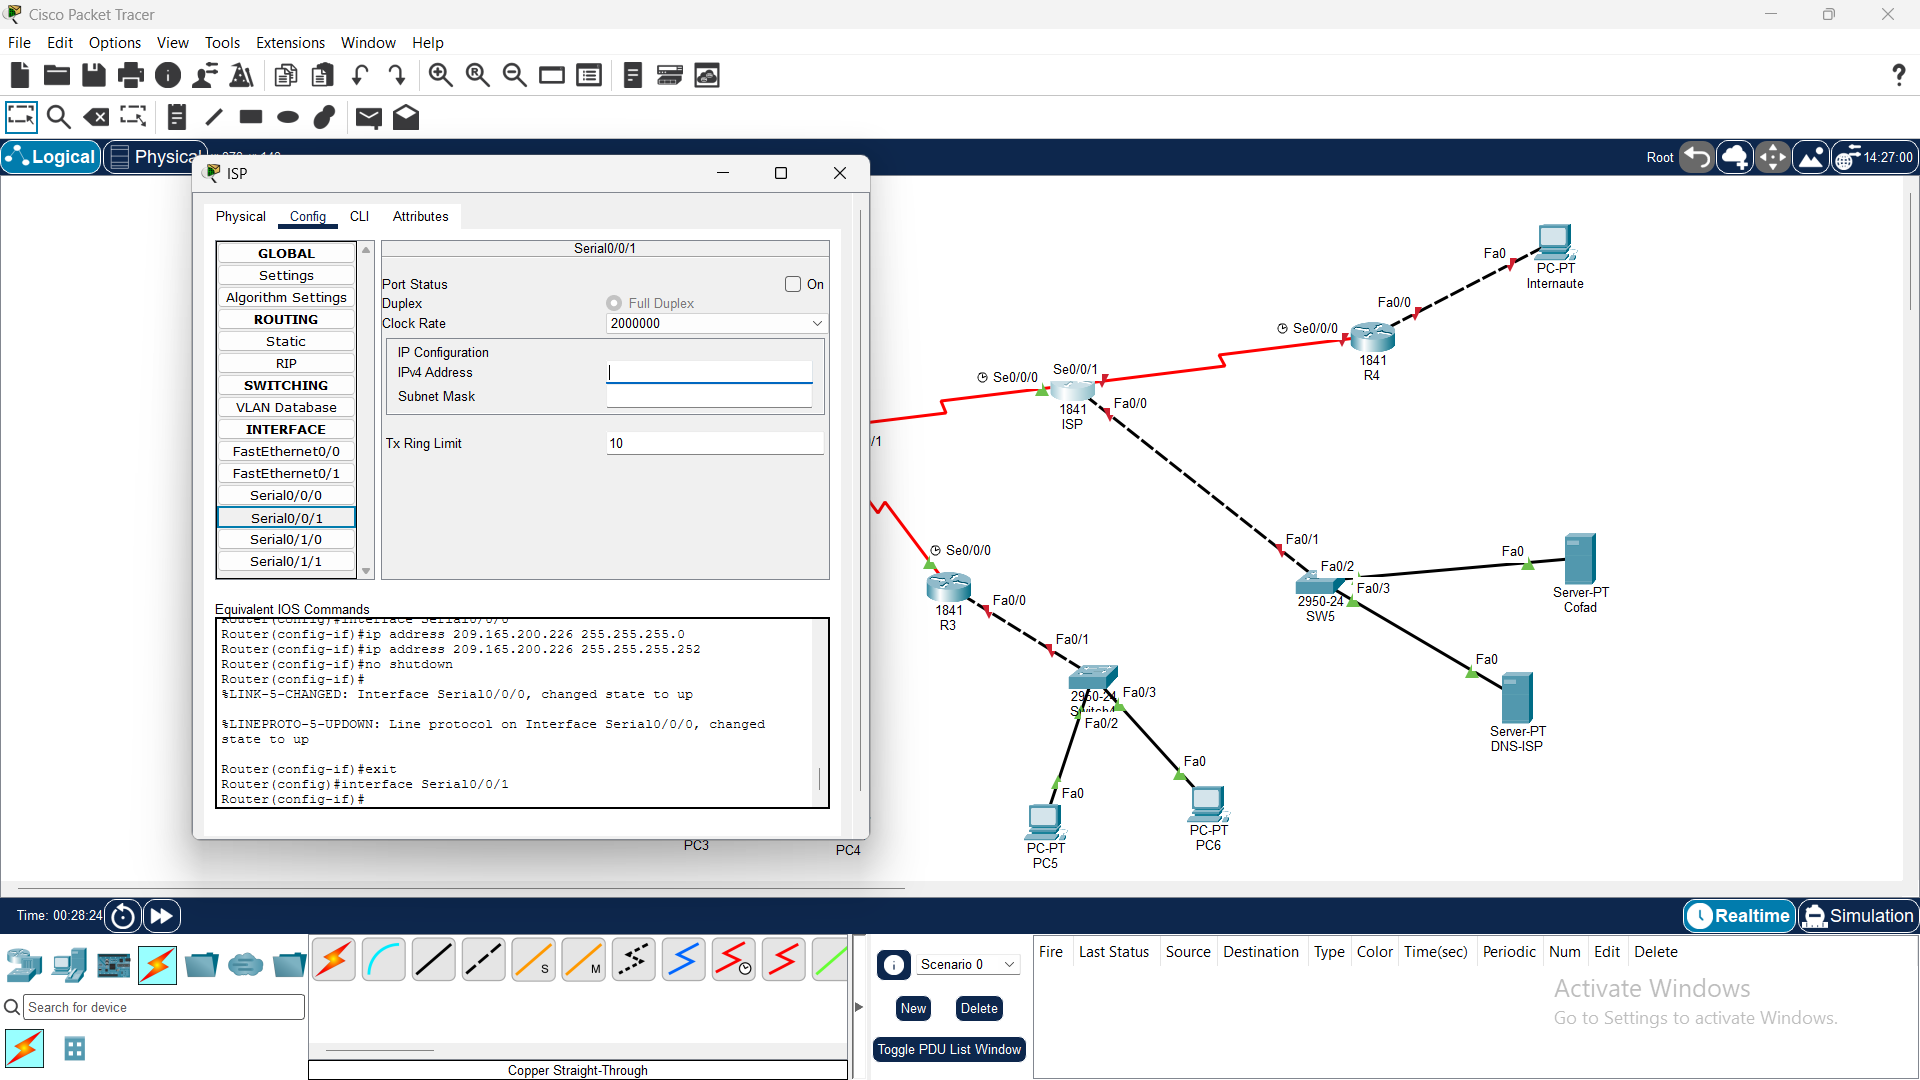 Cisco Packet Tracer
File Edit Options View Tools Extensions Window Help
Logical
Physical
Root
14:27:00
ISP
Physical Config CLI Attributes
GLOBAL
Settings
Algorithm Settings
ROUTING
Static
RIP
SWITCHING
VLAN Database
INTERFACE
FastEthernet0/0
FastEthernet0/1
Serial0/0/0
Serial0/0/1
Serial0/1/0
Serial0/1/1
Serial0/0/1
Port Status
On
Duplex
Full Duplex
Clock Rate
2000000
IP Configuration
IPv4 Address
Subnet Mask
Tx Ring Limit
10
Equivalent IOS Commands
Router(config)#interface Serial0/0/0
Router(config-if)#ip address 209.165.200.226 255.255.255.0
Router(config-if)#ip address 209.165.200.226 255.255.255.252
Router(config-if)#no shutdown
Router(config-if)#
%LINK-5-CHANGED: Interface Serial0/0/0, changed state to up
%LINEPROTO-5-UPDOWN: Line protocol on Interface Serial0/0/0, changed
state to up
Router(config-if)#exit
Router(config)#interface Serial0/0/1
Router(config-if)#
Fa0
PC-PT
Internaute
Fa0/0
Se0/0/0
1841
R4
Se0/0/0
Se0/0/1
Fa0/0
1841
ISP
/1
Se0/0/0
Fa0/0
1841
R3
Fa0/1
Fa0/2
Fa0/3
2950-24
SW5
Fa0
Server-PT
Cofad
Fa0
Server-PT
DNS-ISP
Fa0/1
2950-24
Switch4
Fa0/3
Fa0/2
Fa0
PC-PT
PC6
Fa0
PC-PT
PC5
PC3
PC4
Time: 00:28:24
Realtime
Simulation
Search for device
S
M
Copper Straight-Through
Scenario 0
New
Delete
Toggle PDU List Window
Fire Last Status Source Destination Type Color Time(sec) Periodic Num Edit Delete
Activate Windows
Go to Settings to activate Windows.